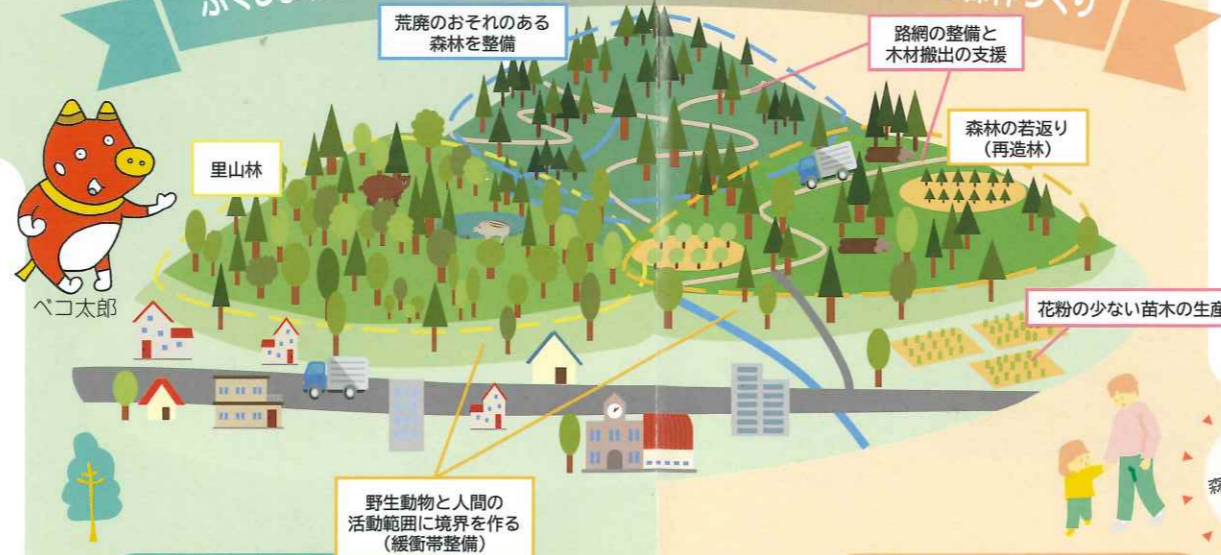 荒廃のおそれのある
森林を整備
路網の整備と
木材搬出の支援
森林の若返り
（再造林）
里山林
ベコ太郎
花粉の少ない苗木の生産
野生動物と人間の
活動範囲に境界を作る
（緩衝帯整備）